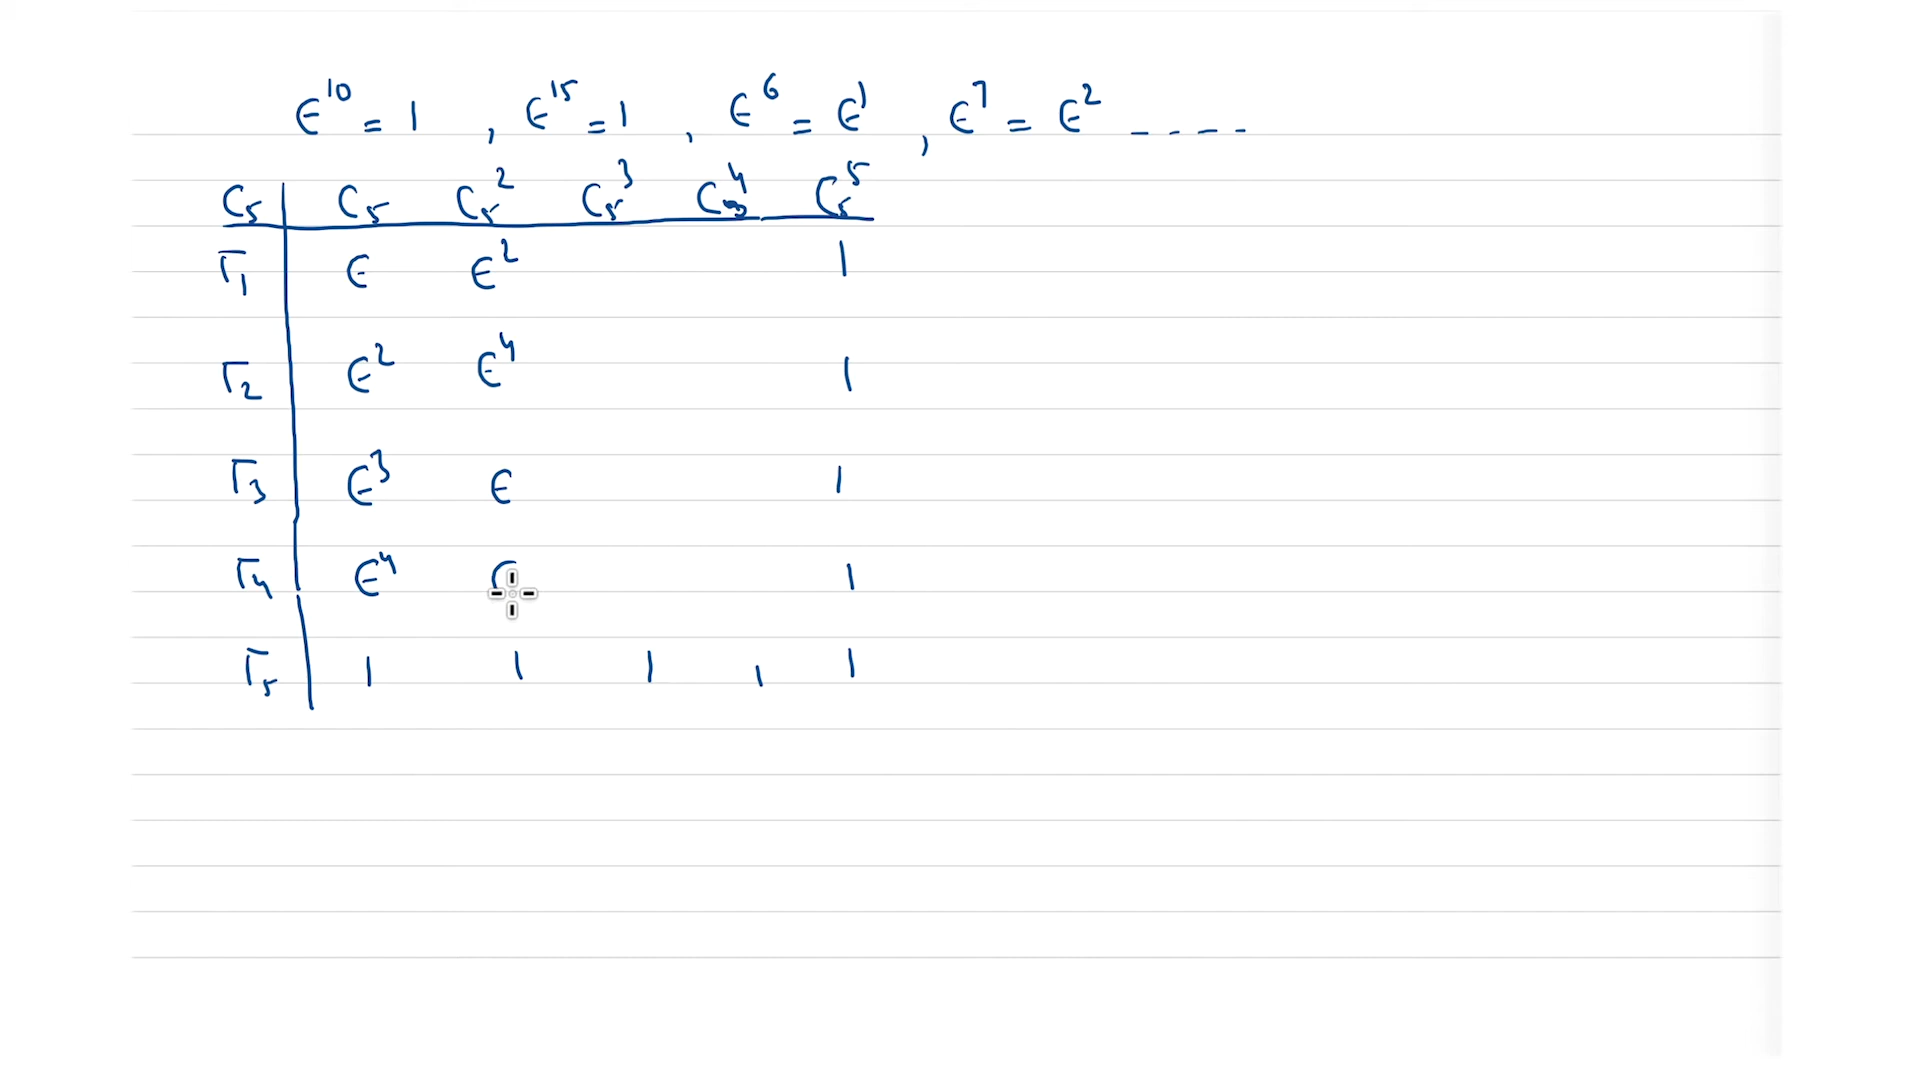 ϵ¹⁰ = 1 , ϵ¹⁵ = 1 , ϵ⁶ = ϵ¹ , ϵ⁷ = ϵ² ----
C₅ C₅ C₅² C₅³ C₅⁴ C₅⁵
Γ₁ ϵ ϵ² 1
Γ₂ ϵ² ϵ⁴ 1
Γ₃ ϵ³ ϵ 1
Γ₄ ϵ⁴ 1
Γ₅ 1 1 1 1 1